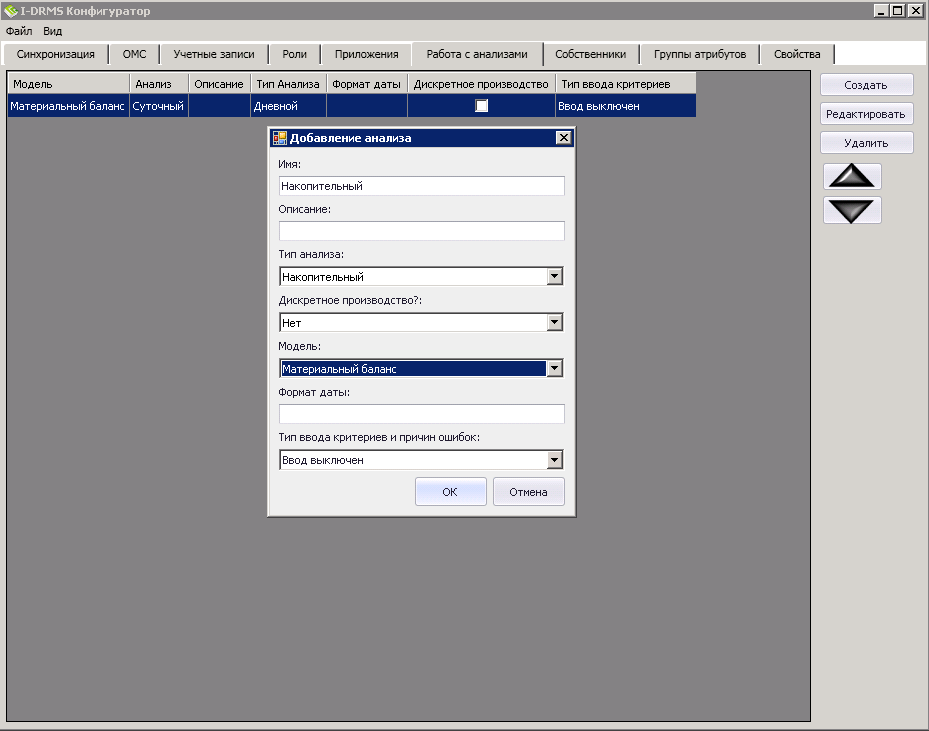 I-DRMS Конфигуратор
Файл Вид
Синхронизация ОМС Учетные записи Роли Приложения Работа с анализами Собственники Группы атрибутов Свойства
Модель Анализ Описание Тип Анализа Формат даты Дискретное производство Тип ввода критериев
Материальный баланс Суточный Дневной Ввод выключен
Создать
Редактировать
Удалить
Добавление анализа
Имя:
Накопительный
Описание:
Тип анализа:
Накопительный
Дискретное производство?:
Нет
Модель:
Материальный баланс
Формат даты:
Тип ввода критериев и причин ошибок:
Ввод выключен
OK Отмена